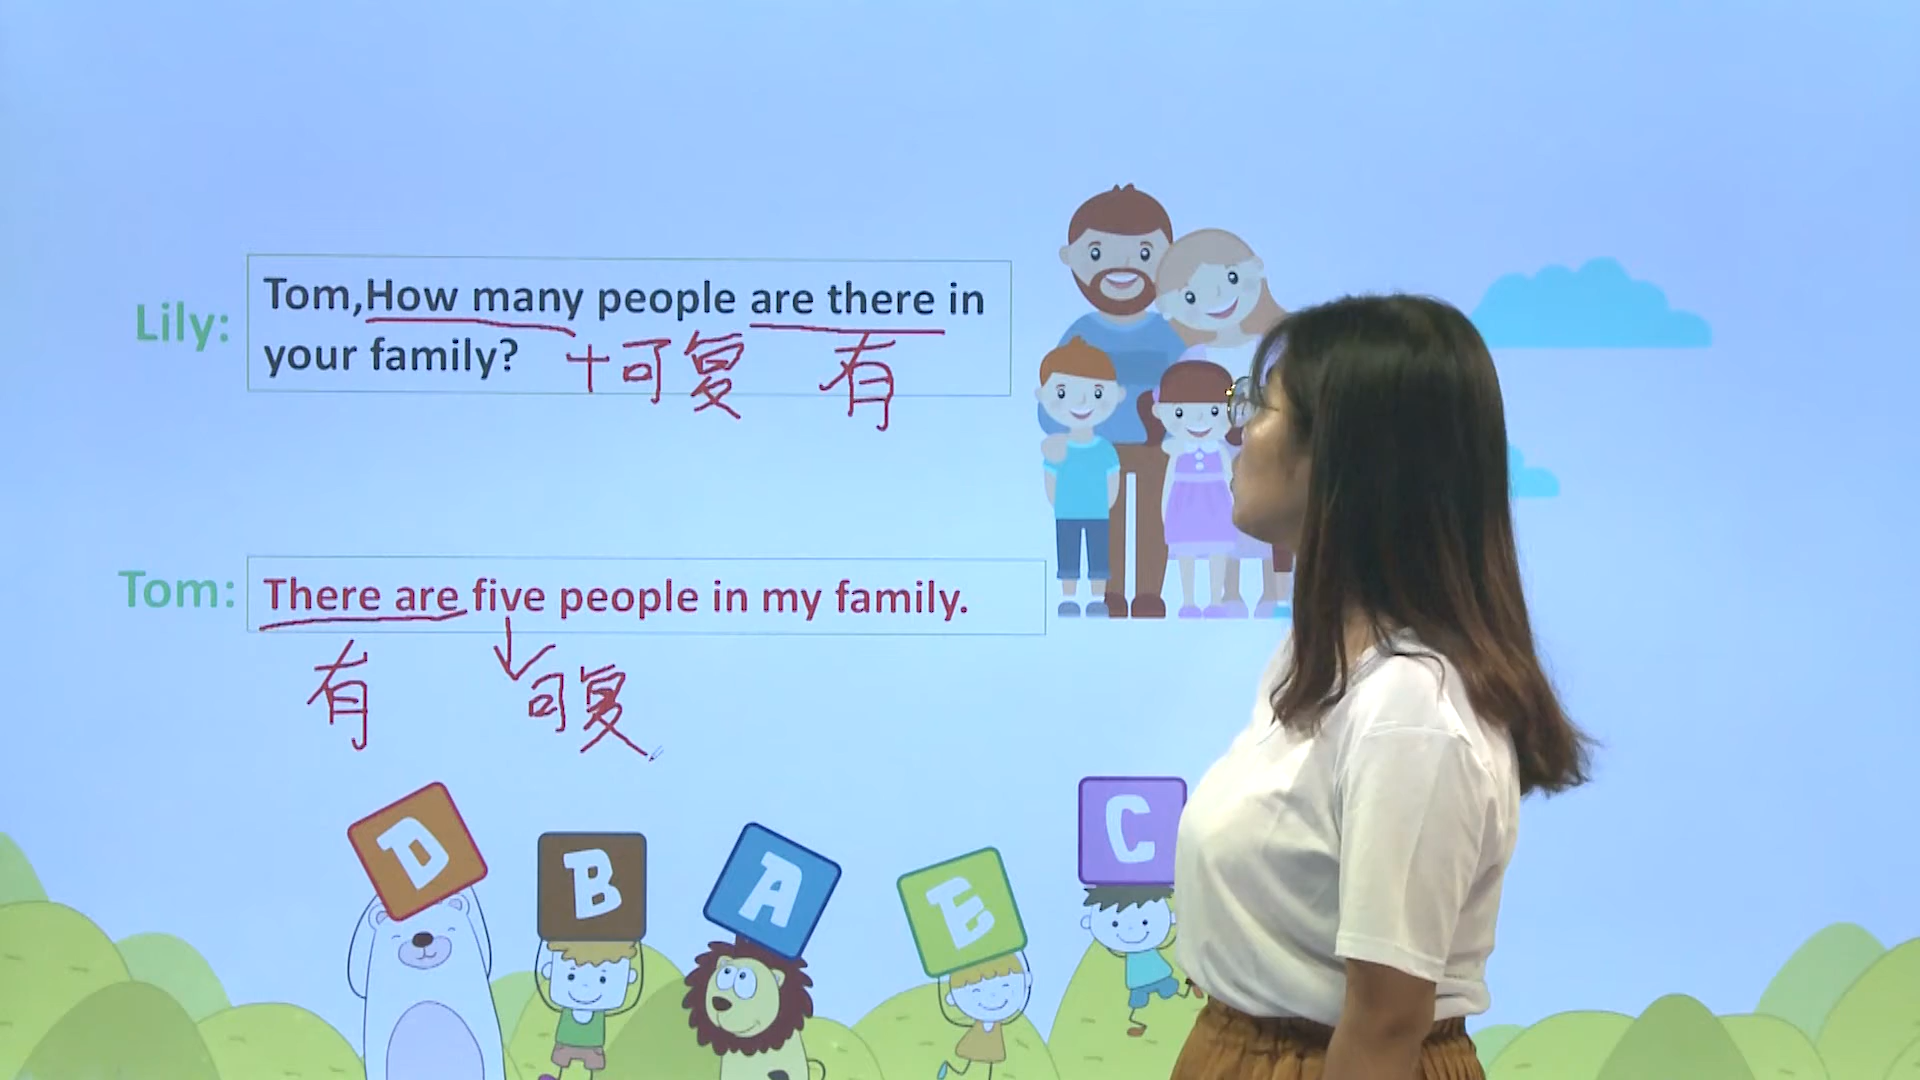 Lily:
Tom,How many people are there in
your family?
十可复 有
Tom:
There are five people in my family.
有 可复
D B A E C